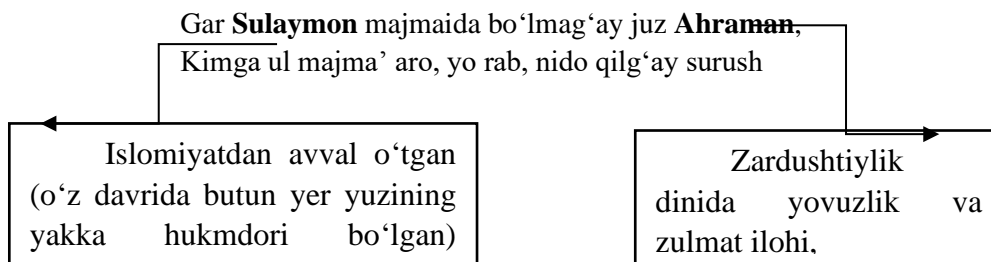 Gar Sulaymon majmaida bo‘lmag‘ay juz Ahraman,
Kimga ul majma’ aro, yo rab, nido qilg‘ay surush
Islomiyatdan avval o‘tgan
(o‘z davrida butun yer yuzining
yakka hukmdori bo‘lgan)
Zardushtiylik
dinida yovuzlik va
zulmat ilohi,